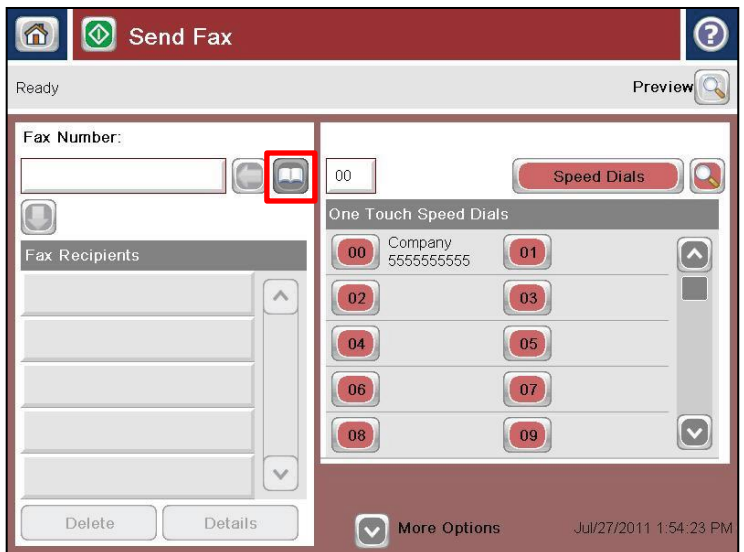 Send Fax
Ready
Preview
Fax Number:
00
Speed Dials
One Touch Speed Dials
Fax Recipients
00 Company 01
5555555555
02 03
04 05
06 07
08 09
Delete Details
More Options Jul/27/2011 1:54:23 PM